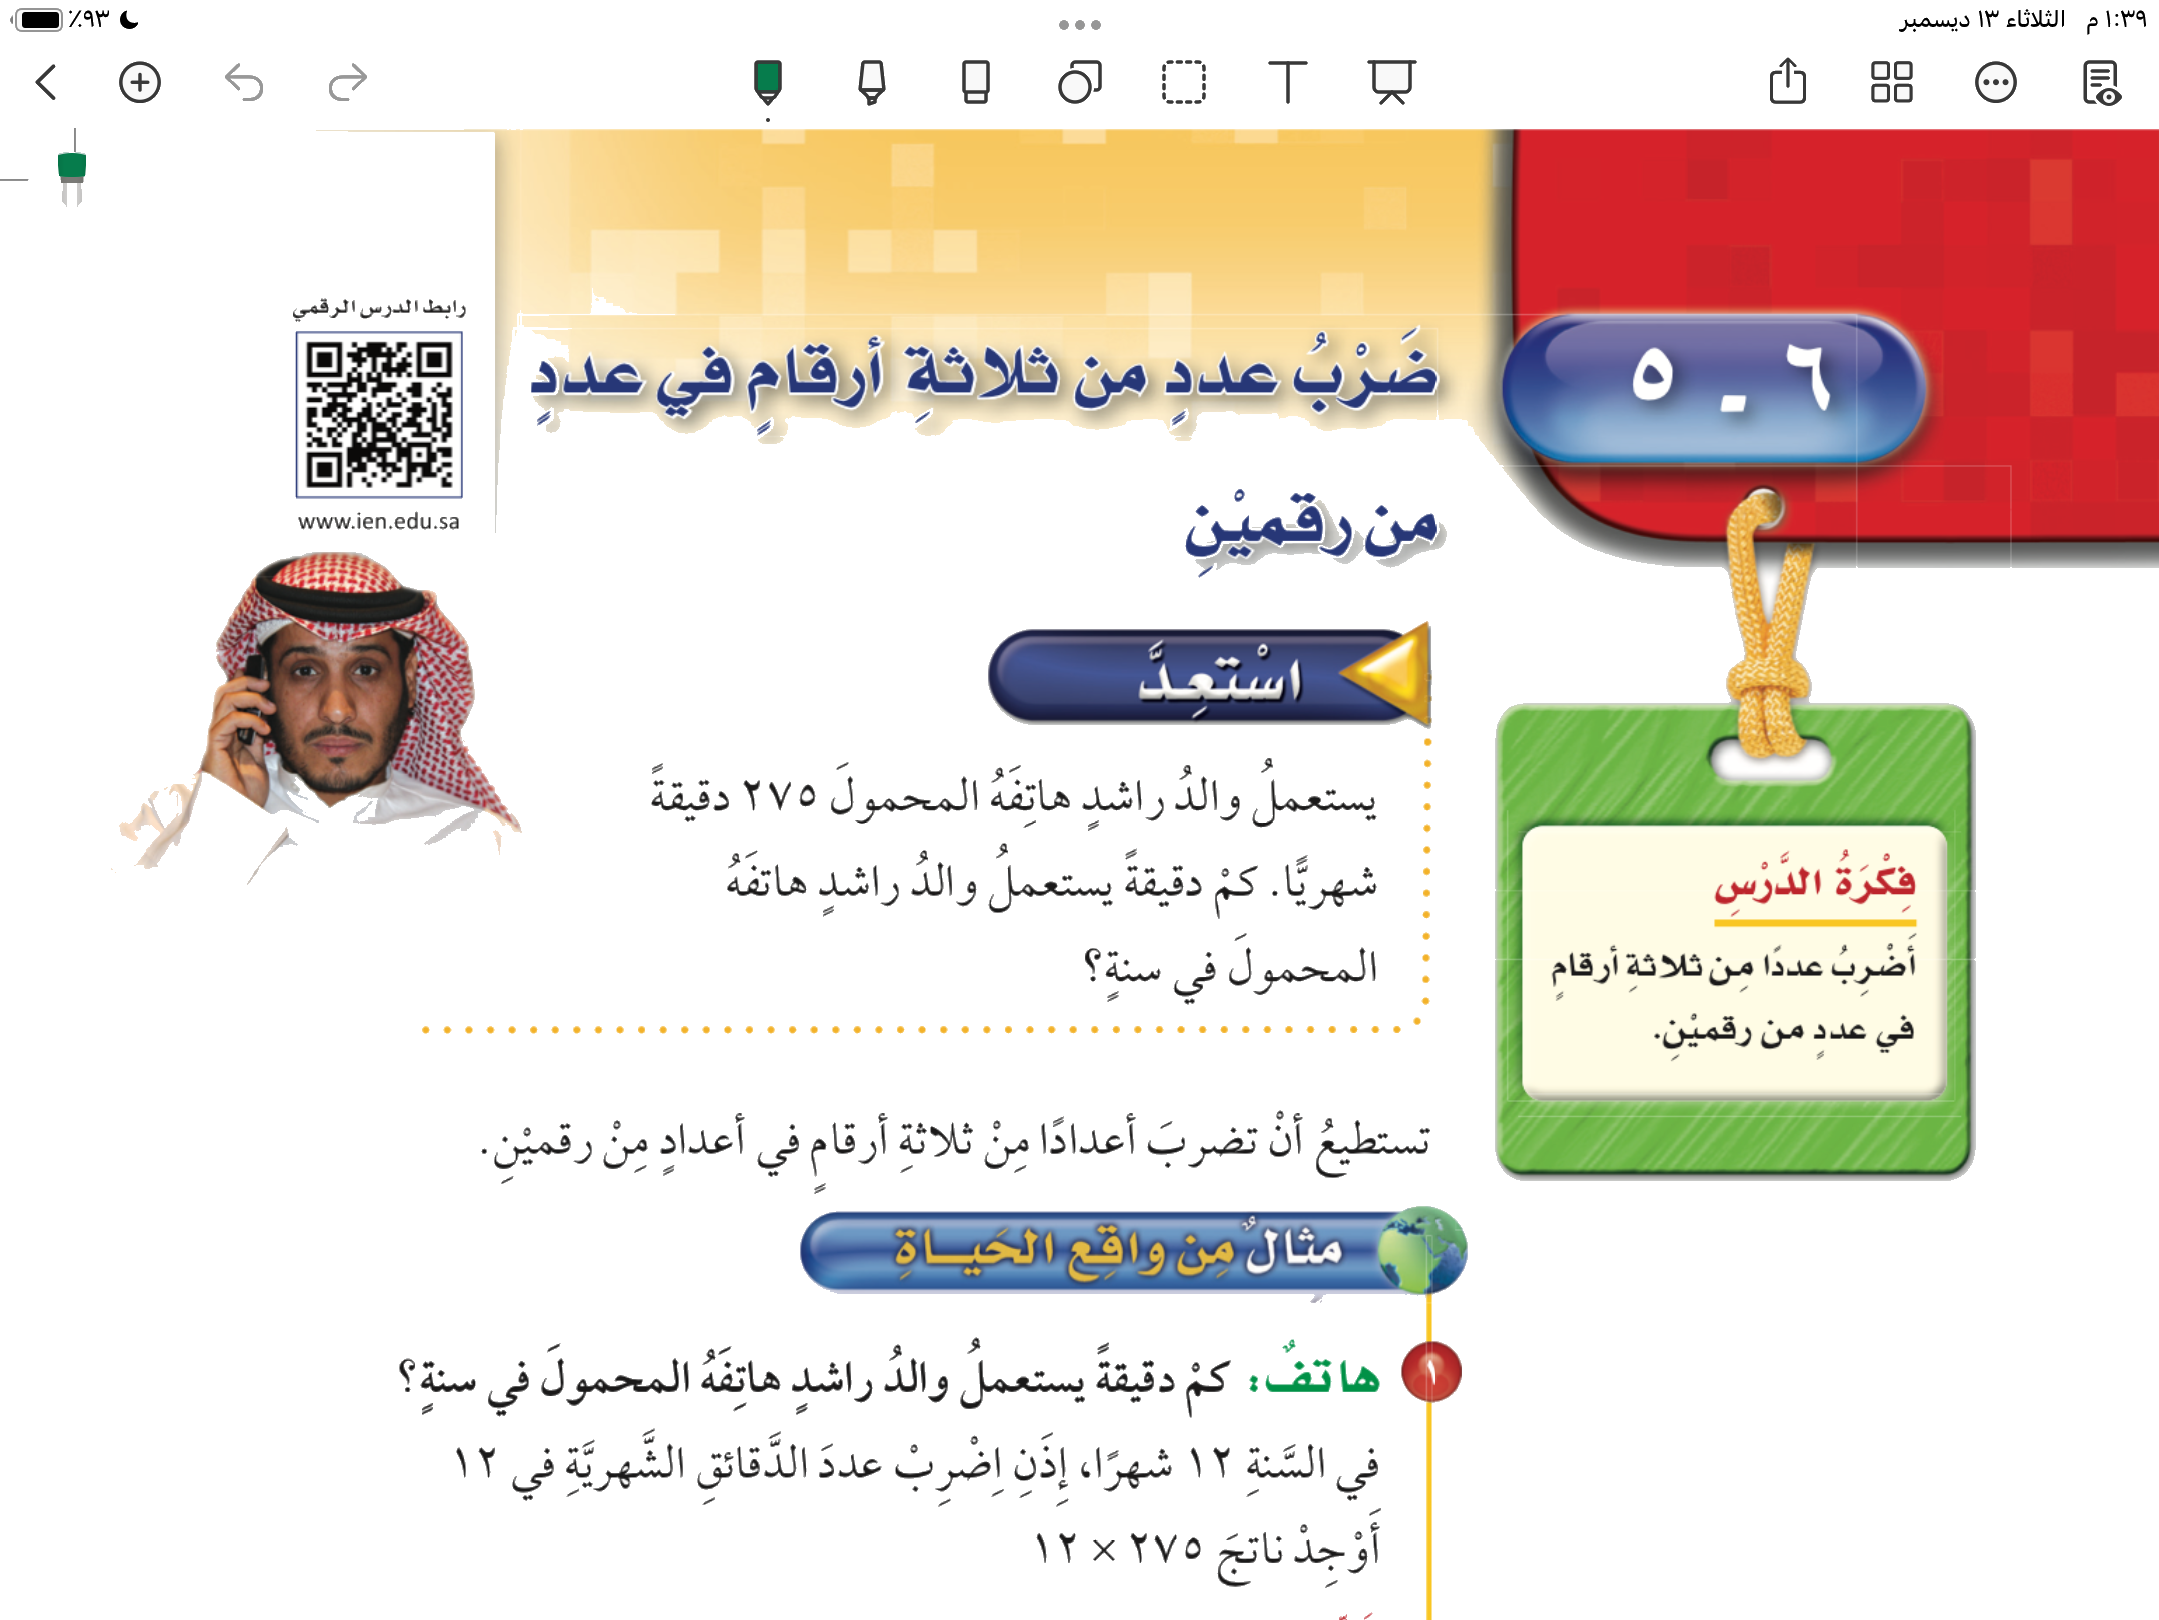 ١:٣٩ م الثلاثاء ١٣ ديسمبر
٪٩٣
رابط الدرس الرقمي
www.ien.edu.sa
٦ - ٥
ضَرْبُ عددٍ من ثلاثةِ أرقامٍ في عددٍ
من رقميْنِ
اسْتعِدَّ
يستعملُ والدُ راشدٍ هاتِفَهُ المحمولَ ٢٧٥ دقيقةً
شهريًّا. كمْ دقيقةً يستعملُ والدُ راشدٍ هاتفَهُ
المحمولَ في سنةٍ؟
فِكْرَةُ الدَّرْسِ
أَضْرِبُ عددًا مِن ثلاثةِ أرقامٍ
في عددٍ من رقميْنِ.
تستطيعُ أنْ تضربَ أعدادًا مِنْ ثلاثةِ أرقامٍ في أعدادٍ مِنْ رقميْنِ.
مثالٌ مِن واقِعِ الحَيـاةِ
١ هاتفٌ: كمْ دقيقةً يستعملُ والدُ راشدٍ هاتِفَهُ المحمولَ في سنةٍ؟
في السَّنةِ ١٢ شهرًا، إِذَنِ اِضْرِبْ عددَ الدَّقائقِ الشَّهريَّةِ في ١٢
أَوْجِدْ ناتجَ ٢٧٥ × ١٢